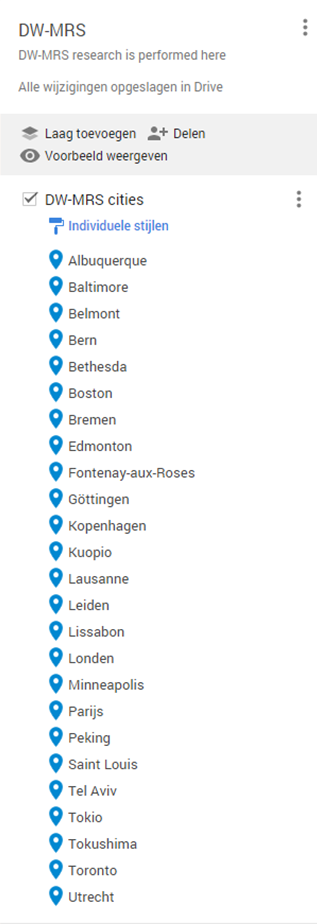 DW-MRS
DW-MRS research is performed here
Alle wijzigingen opgeslagen in Drive
Laag toevoegen Delen
Voorbeeld weergeven
DW-MRS cities
Individuele stijlen
Albuquerque
Baltimore
Belmont
Bern
Bethesda
Boston
Bremen
Edmonton
Fontenay-aux-Roses
Göttingen
Kopenhagen
Kuopio
Lausanne
Leiden
Lissabon
Londen
Minneapolis
Parijs
Peking
Saint Louis
Tel Aviv
Tokio
Tokushima
Toronto
Utrecht